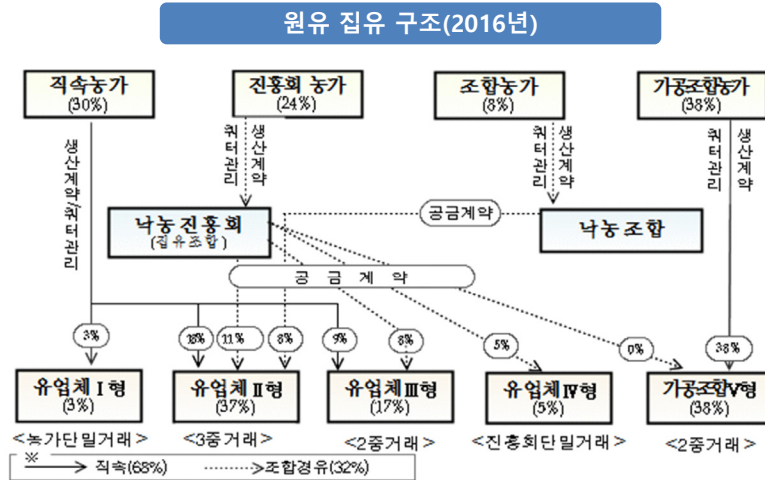 원유 집유 구조(2016년)
직속농가
(30%)
진흥회 농가
(24%)
조합농가
(8%)
가공조합농가
(38%)
생산계약/쿼터관리
쿼터관리
생산계약
쿼터관리
생산계약
쿼터관리
생산계약
낙농진흥회
(집유조합)
공급계약
낙농조합
공 급 계 약
3%
18%
11%
8%
9%
8%
5%
0%
38%
유업체Ⅰ형
(3%)
유업체Ⅱ형
(37%)
유업체Ⅲ형
(17%)
유업체Ⅳ형
(5%)
가공조합Ⅴ형
(38%)
<농가단밀거래>
<3중거래>
<2중거래>
<진흥회단밀거래>
<2중거래>
※
직속(68%)
조합경유(32%)